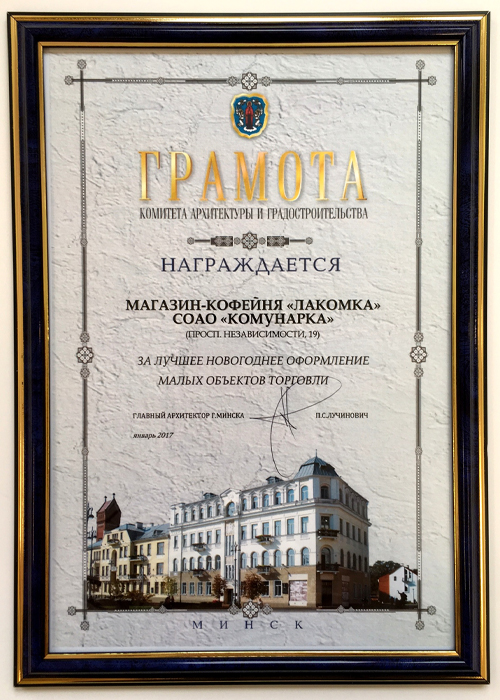 ГРАМОТА
КОМИТЕТА АРХИТЕКТУРЫ И ГРАДОСТРОИТЕЛЬСТВА
НАГРАЖДАЕТСЯ
МАГАЗИН-КОФЕЙНЯ «ЛАКОМКА»
СОАО «КОМУНАРКА»
(ПРОСП. НЕЗАВИСИМОСТИ, 19)
ЗА ЛУЧШЕЕ НОВОГОДНЕЕ ОФОРМЛЕНИЕ
МАЛЫХ ОБЪЕКТОВ ТОРГОВЛИ
ГЛАВНЫЙ АРХИТЕКТОР Г.МИНСКА П.С.ЛУЧИНОВИЧ
январь 2017
МИНСК